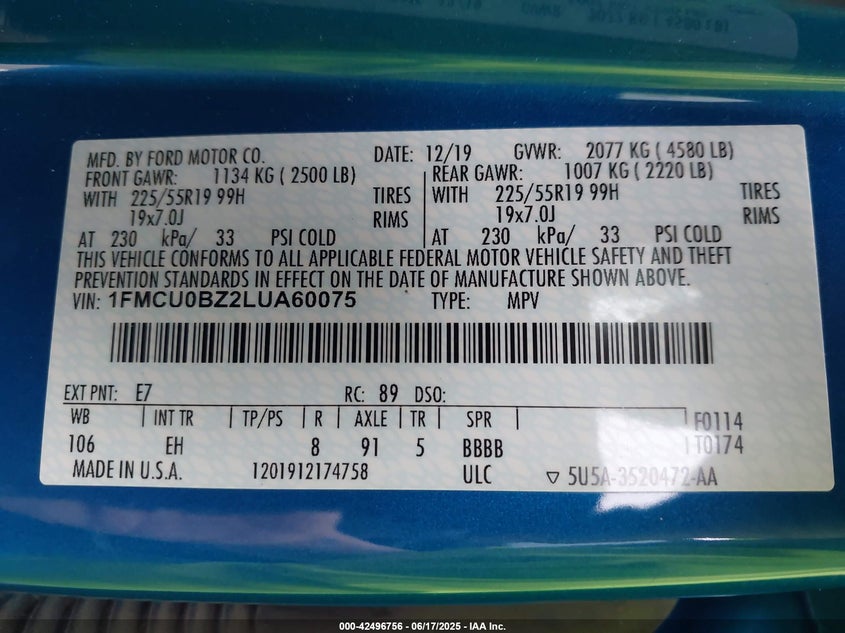 MFD. BY FORD MOTOR CO. DATE: 12/19 GVWR: 2077 KG ( 4580 LB)
FRONT GAWR: 1134 KG ( 2500 LB) REAR GAWR: 1007 KG ( 2220 LB)
WITH 225/55R19 99H TIRES WITH 225/55R19 99H TIRES
19x7.0J RIMS 19x7.0J RIMS
AT 230 kPa/ 33 PSI COLD AT 230 kPa/ 33 PSI COLD
THIS VEHICLE CONFORMS TO ALL APPLICABLE FEDERAL MOTOR VEHICLE SAFETY AND THEFT
PREVENTION STANDARDS IN EFFECT ON THE DATE OF MANUFACTURE SHOWN ABOVE.
VIN: 1FMCU0BZ2LUA60075 TYPE: MPV
EXT PNT: E7 RC: 89 DSO:
WB INT TR TP/PS R AXLE TR SPR F0114
106 EH 8 91 5 BBBB T0174
MADE IN U.S.A. 1201912174758 ULC ▽ 5U5A-3520472-AA
000-42496756 - 06/17/2025 - IAA Inc.